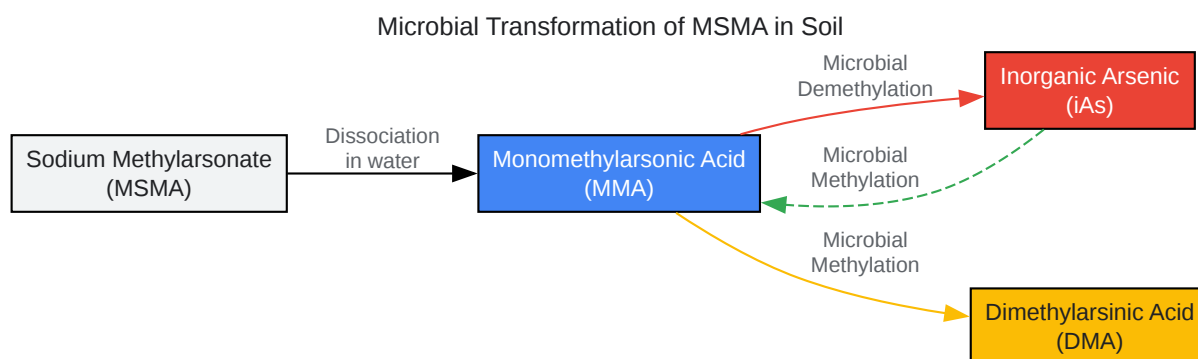 Microbial Transformation of MSMA in Soil
Microbial
Demethylation
Inorganic Arsenic
(iAs)
Sodium Methylarsonate
(MSMA)
Dissociation
in water
Monomethylarsonic Acid
(MMA)
Microbial
Methylation
Microbial
Methylation
Dimethylarsinic Acid
(DMA)